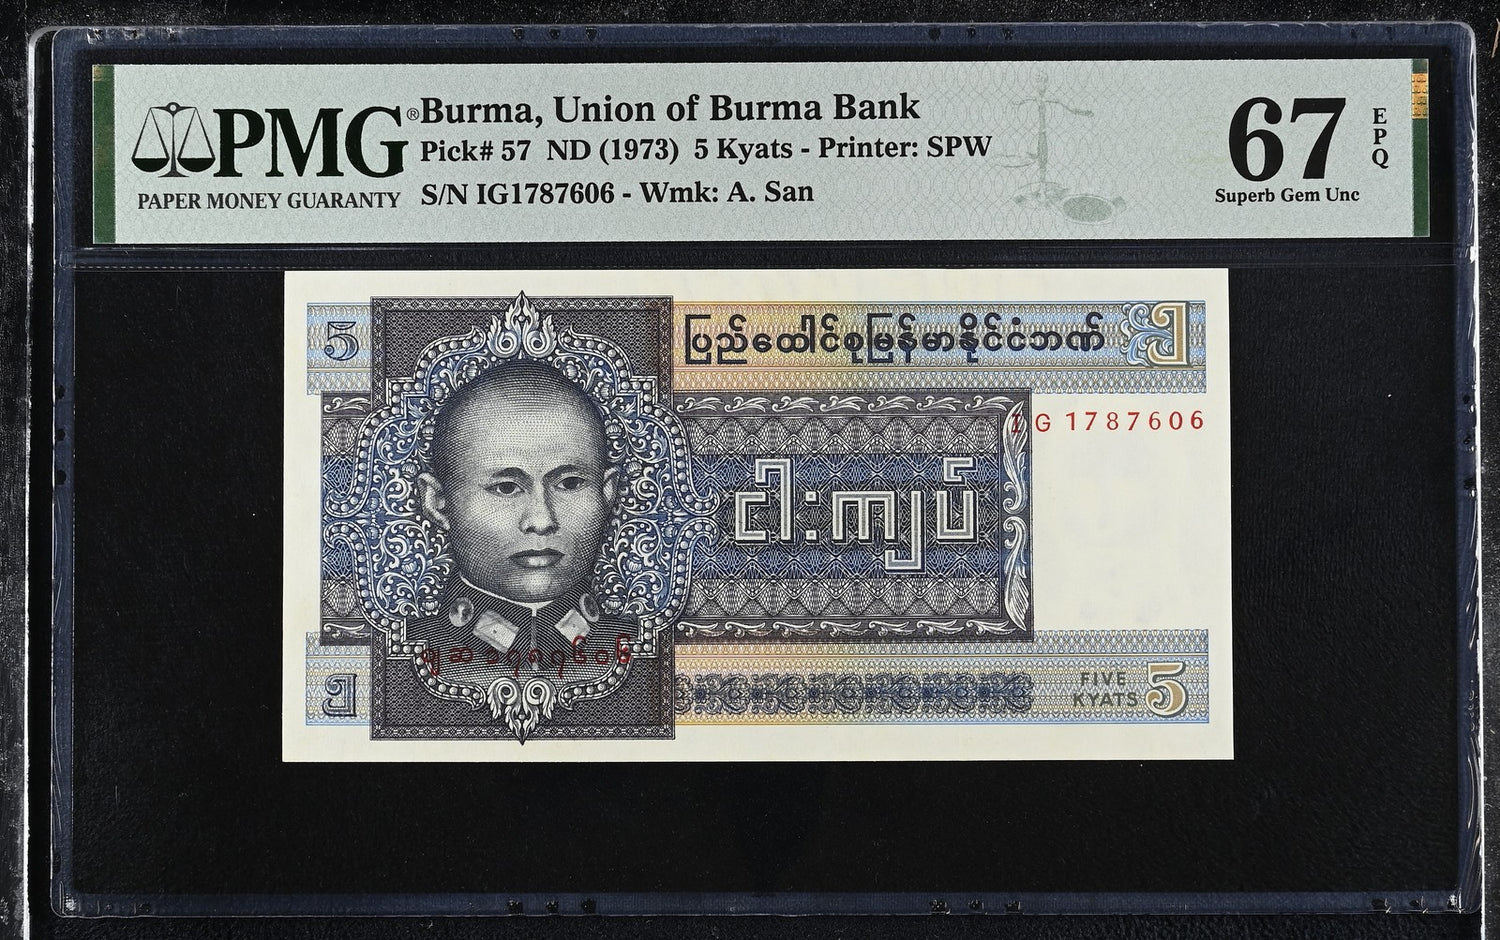 PMG®
PAPER MONEY GUARANTY
Burma, Union of Burma Bank
Pick# 57 ND (1973) 5 Kyats - Printer: SPW
S/N IG1787606 - Wmk: A. San
67
EPQ
Superb Gem Unc
5
ပြည်ထောင်စုမြန်မာနိုင်ငံဘဏ်
၅
IG 1787606
ငါးကျပ်
၅
FIVE
KYATS
5